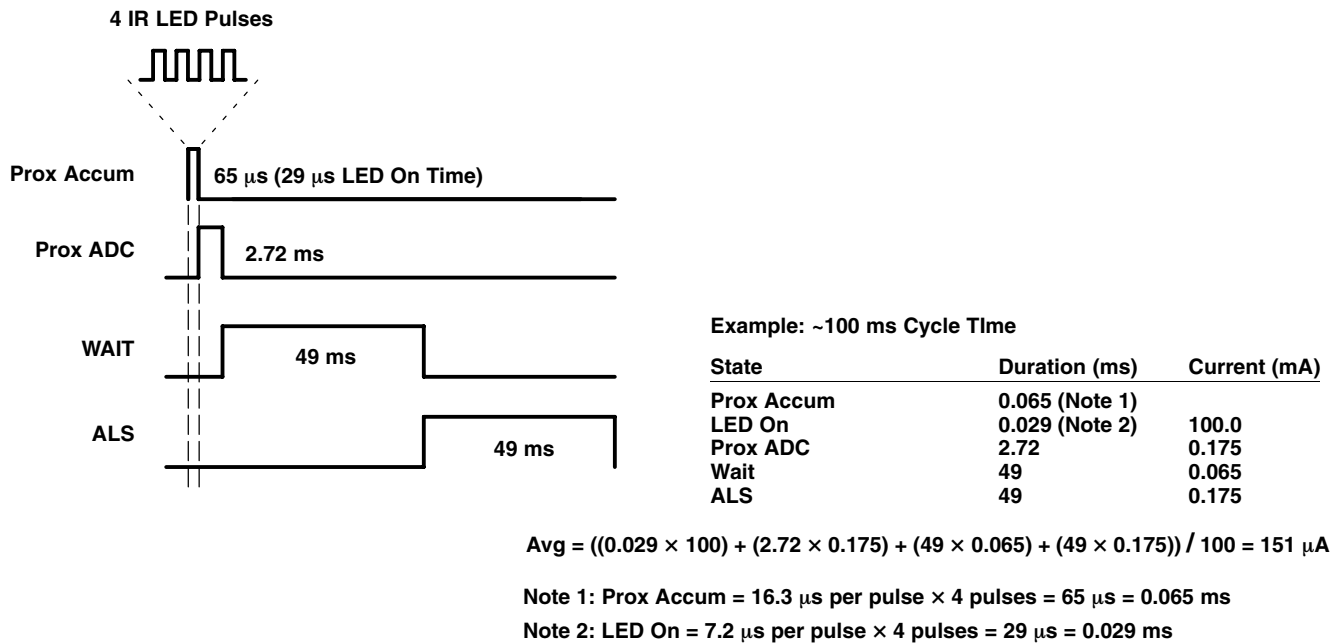 4 IR LED Pulses
Prox Accum
65 μs (29 μs LED On Time)
Prox ADC
2.72 ms
WAIT
49 ms
ALS
49 ms
Example: ~100 ms Cycle TIme
State Duration (ms) Current (mA)
Prox Accum 0.065 (Note 1)
LED On 0.029 (Note 2) 100.0
Prox ADC 2.72 0.175
Wait 49 0.065
ALS 49 0.175
Avg = ((0.029 × 100) + (2.72 × 0.175) + (49 × 0.065) + (49 × 0.175)) / 100 = 151 μA
Note 1: Prox Accum = 16.3 μs per pulse × 4 pulses = 65 μs = 0.065 ms
Note 2: LED On = 7.2 μs per pulse × 4 pulses = 29 μs = 0.029 ms